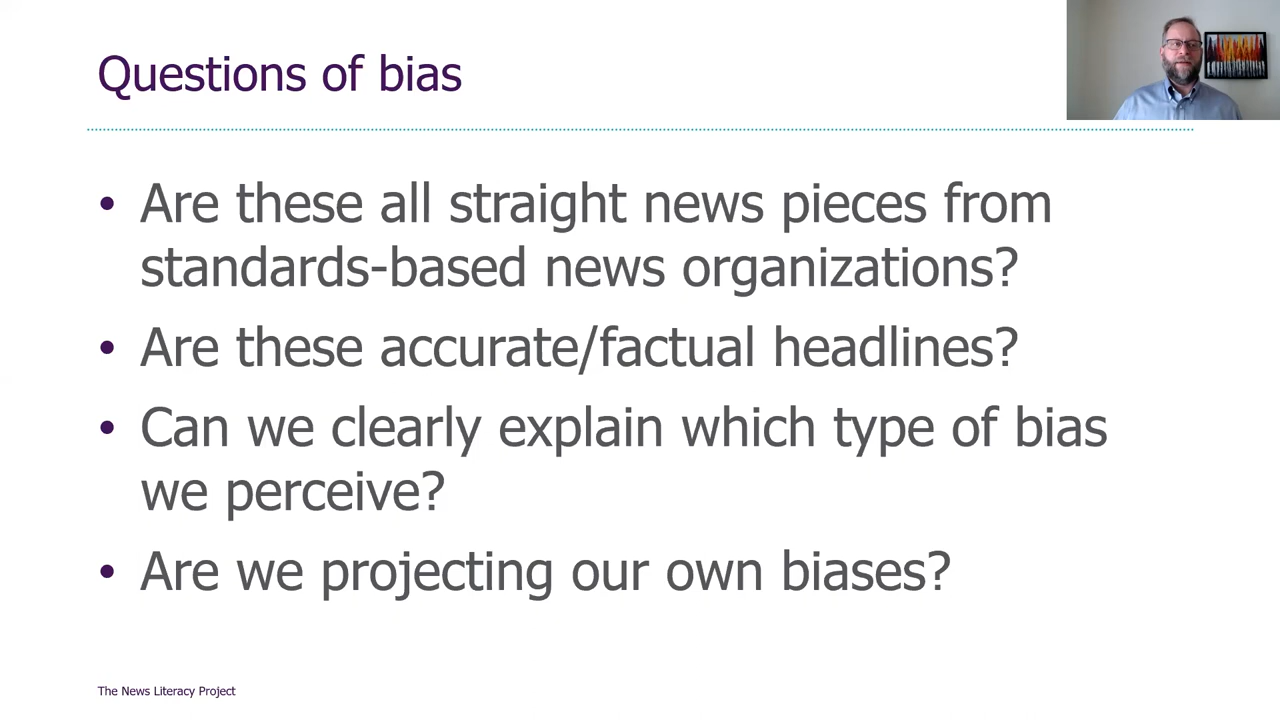 Questions of bias
• Are these all straight news pieces from
standards-based news organizations?
• Are these accurate/factual headlines?
• Can we clearly explain which type of bias
we perceive?
• Are we projecting our own biases?
The News Literacy Project